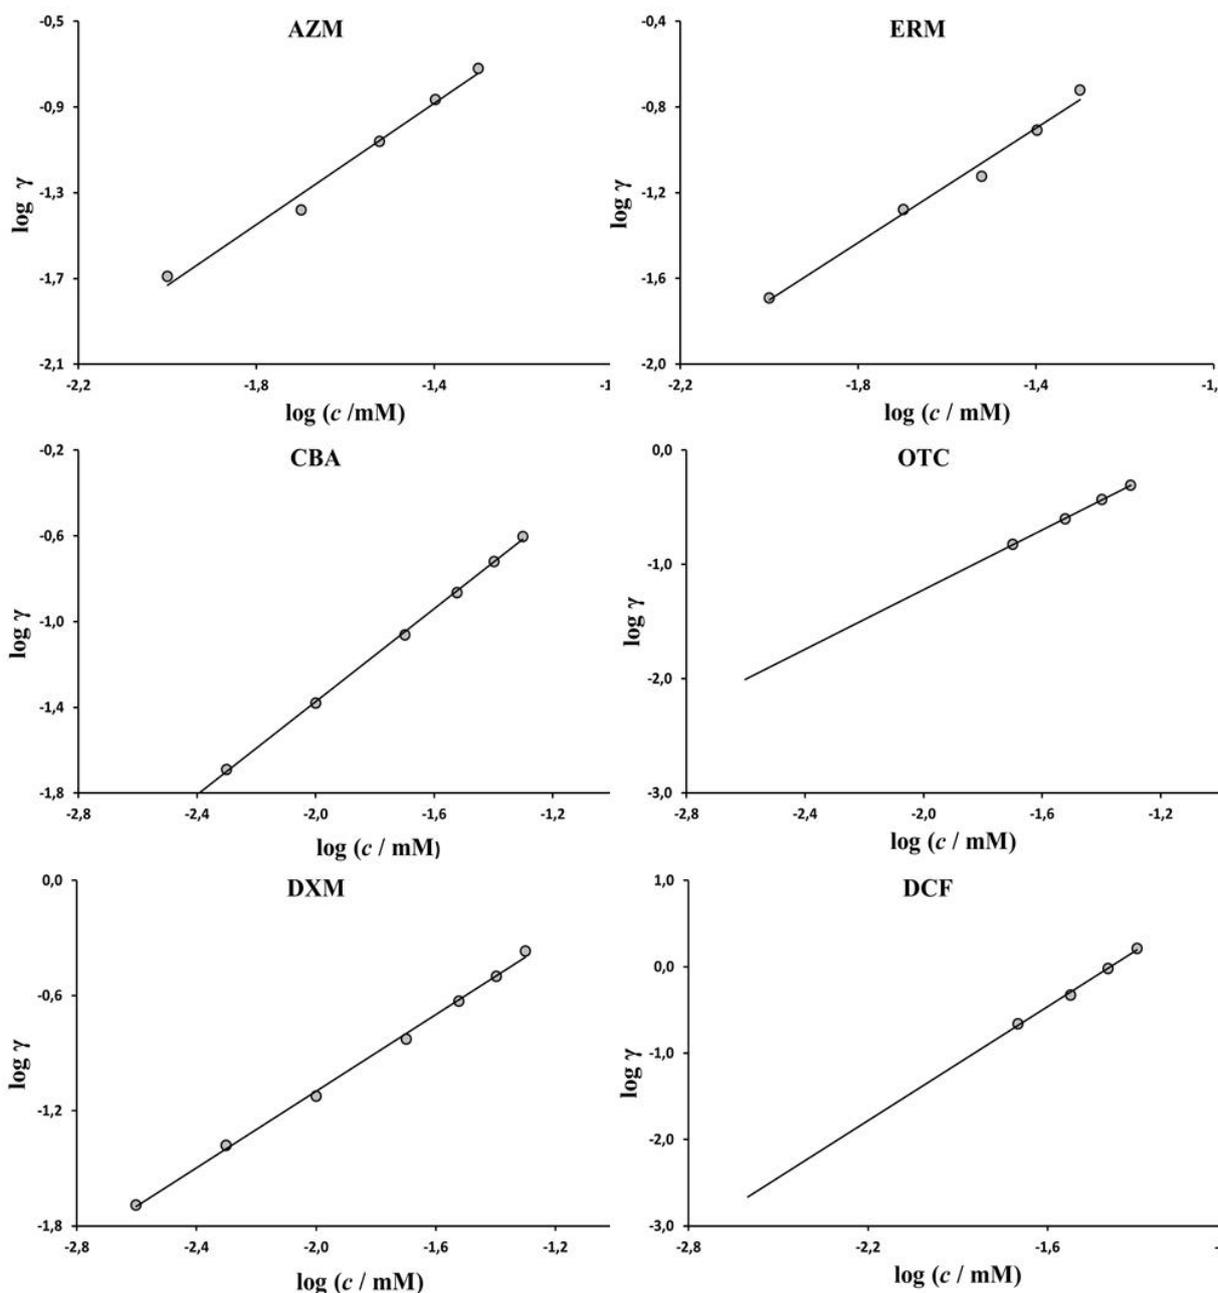 AZM
-0,5
-0,9
-1,3
-1,7
-2,1
log γ
-2,2 -1,8 -1,4 -1
log (c /mM)
ERM
-0,4
-0,8
-1,2
-1,6
-2,0
log γ
-2,2 -1,8 -1,4 -1,
log (c / mM)
CBA
-0,2
-0,6
-1,0
-1,4
-1,8
log γ
-2,8 -2,4 -2,0 -1,6 -1,2
log (c / mM)
OTC
0,0
-1,0
-2,0
-3,0
log γ
-2,8 -2,4 -2,0 -1,6 -1,2
log (c / mM)
DXM
0,0
-0,6
-1,2
-1,8
log γ
-2,8 -2,4 -2,0 -1,6 -1,2
log (c / mM)
DCF
1,0
0,0
-1,0
-2,0
-3,0
log γ
-2,8 -2,2 -1,6 -
log (c / mM)